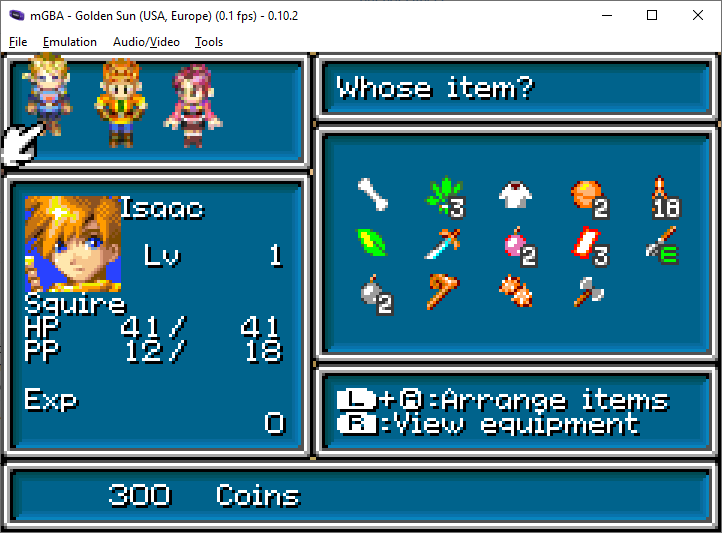 mGBA - Golden Sun (USA, Europe) (0.1 fps) - 0.10.2
File Emulation Audio/Video Tools
Whose item?
3 2 18
2 3 E
2
Isaac
Lv 1
Squire
HP 41/ 41
PP 12/ 18
Exp
0
L+A:Arrange items
R:View equipment
300 Coins